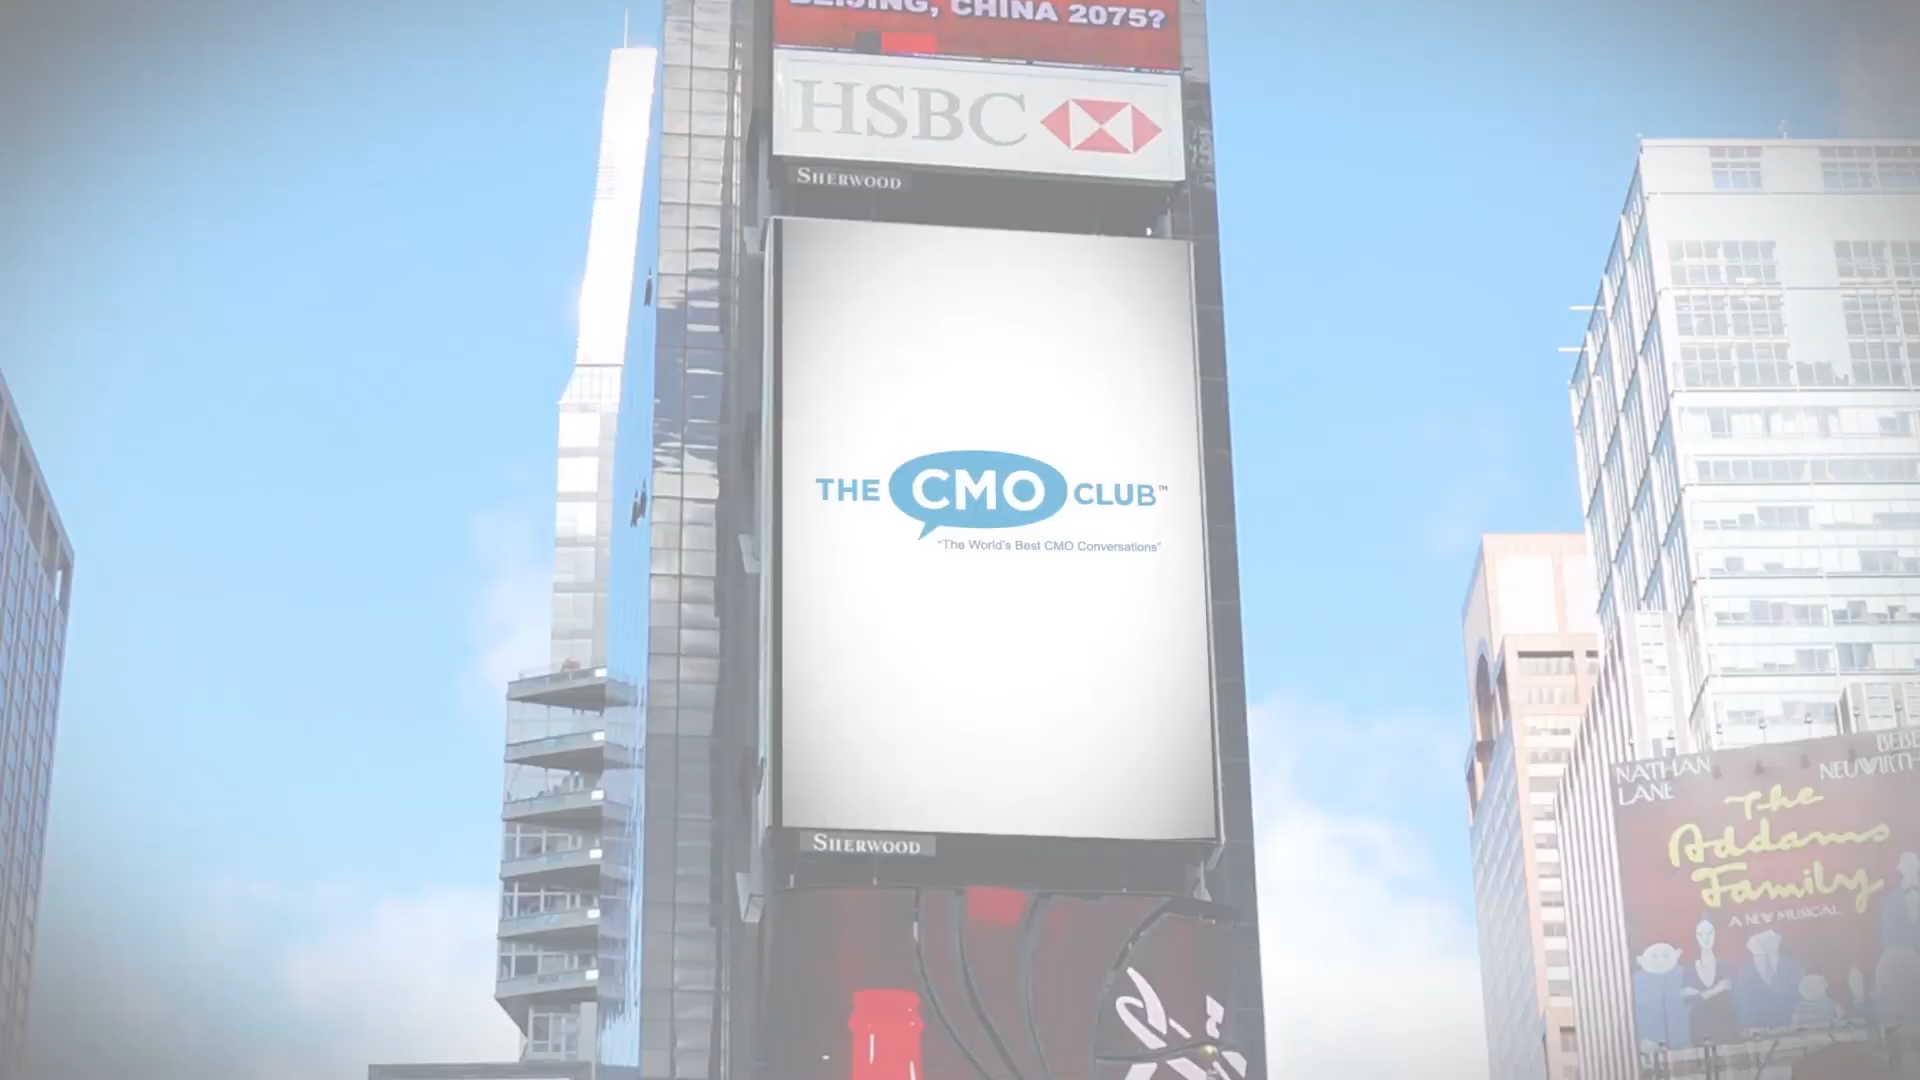 BEIJING, CHINA 2075?
HSBC
SHERWOOD
THE CMO CLUB™
"The World's Best CMO Conversations"
SHERWOOD
NATHAN LANE
BEBE NEUWIRTH
The
Addams
Family
A NEW MUSICAL